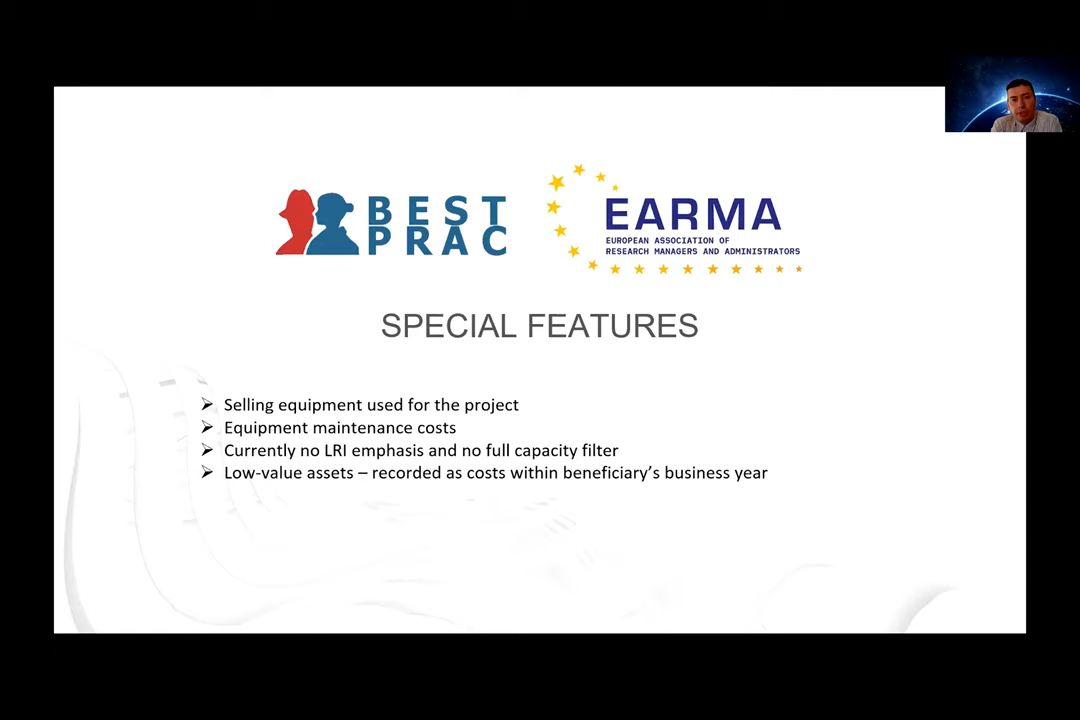 BEST
PRAC
EARMA
EUROPEAN ASSOCIATION OF
RESEARCH MANAGERS AND ADMINISTRATORS
SPECIAL FEATURES
Selling equipment used for the project
Equipment maintenance costs
Currently no LRI emphasis and no full capacity filter
Low-value assets – recorded as costs within beneficiary’s business year